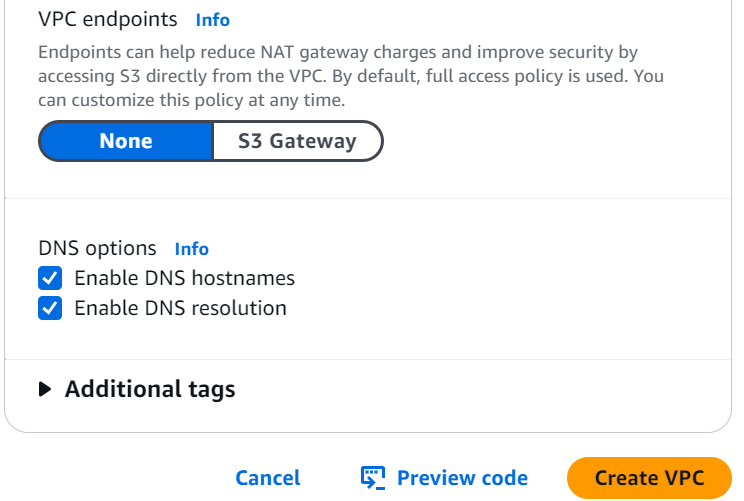 VPC endpoints Info
Endpoints can help reduce NAT gateway charges and improve security by
accessing S3 directly from the VPC. By default, full access policy is used. You
can customize this policy at any time.
None S3 Gateway
DNS options Info
Enable DNS hostnames
Enable DNS resolution
Additional tags
Cancel Preview code Create VPC